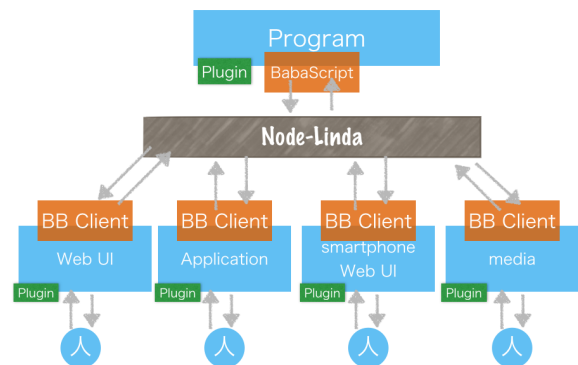 Program
Plugin
BabaScript
Node-Linda
BB Client
BB Client
BB Client
BB Client
Web UI
Application
smartphone
Web UI
media
Plugin
Plugin
Plugin
Plugin
人
人
人
人